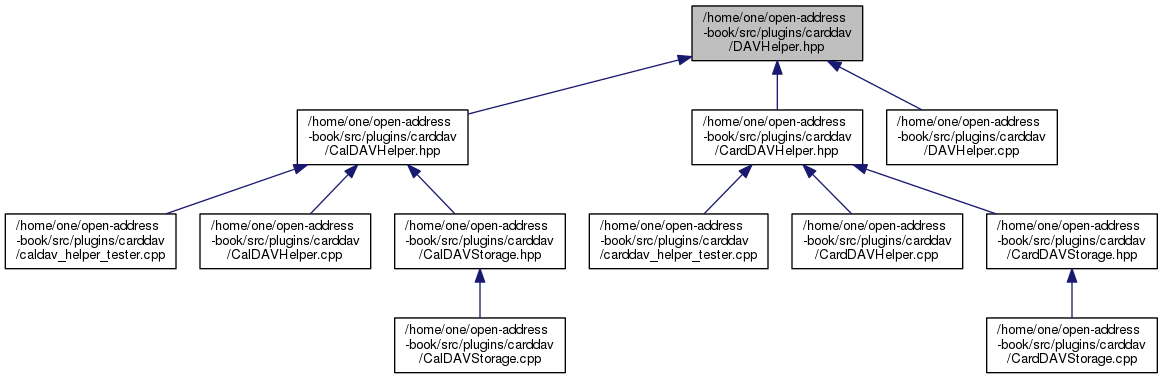 /home/one/open-address
-book/src/plugins/carddav
/DAVHelper.hpp
/home/one/open-address
-book/src/plugins/carddav
/CalDAVHelper.hpp
/home/one/open-address
-book/src/plugins/carddav
/CardDAVHelper.hpp
/home/one/open-address
-book/src/plugins/carddav
/DAVHelper.cpp
/home/one/open-address
-book/src/plugins/carddav
/caldav_helper_tester.cpp
/home/one/open-address
-book/src/plugins/carddav
/CalDAVHelper.cpp
/home/one/open-address
-book/src/plugins/carddav
/CalDAVStorage.hpp
/home/one/open-address
-book/src/plugins/carddav
/carddav_helper_tester.cpp
/home/one/open-address
-book/src/plugins/carddav
/CardDAVHelper.cpp
/home/one/open-address
-book/src/plugins/carddav
/CardDAVStorage.hpp
/home/one/open-address
-book/src/plugins/carddav
/CalDAVStorage.cpp
/home/one/open-address
-book/src/plugins/carddav
/CardDAVStorage.cpp